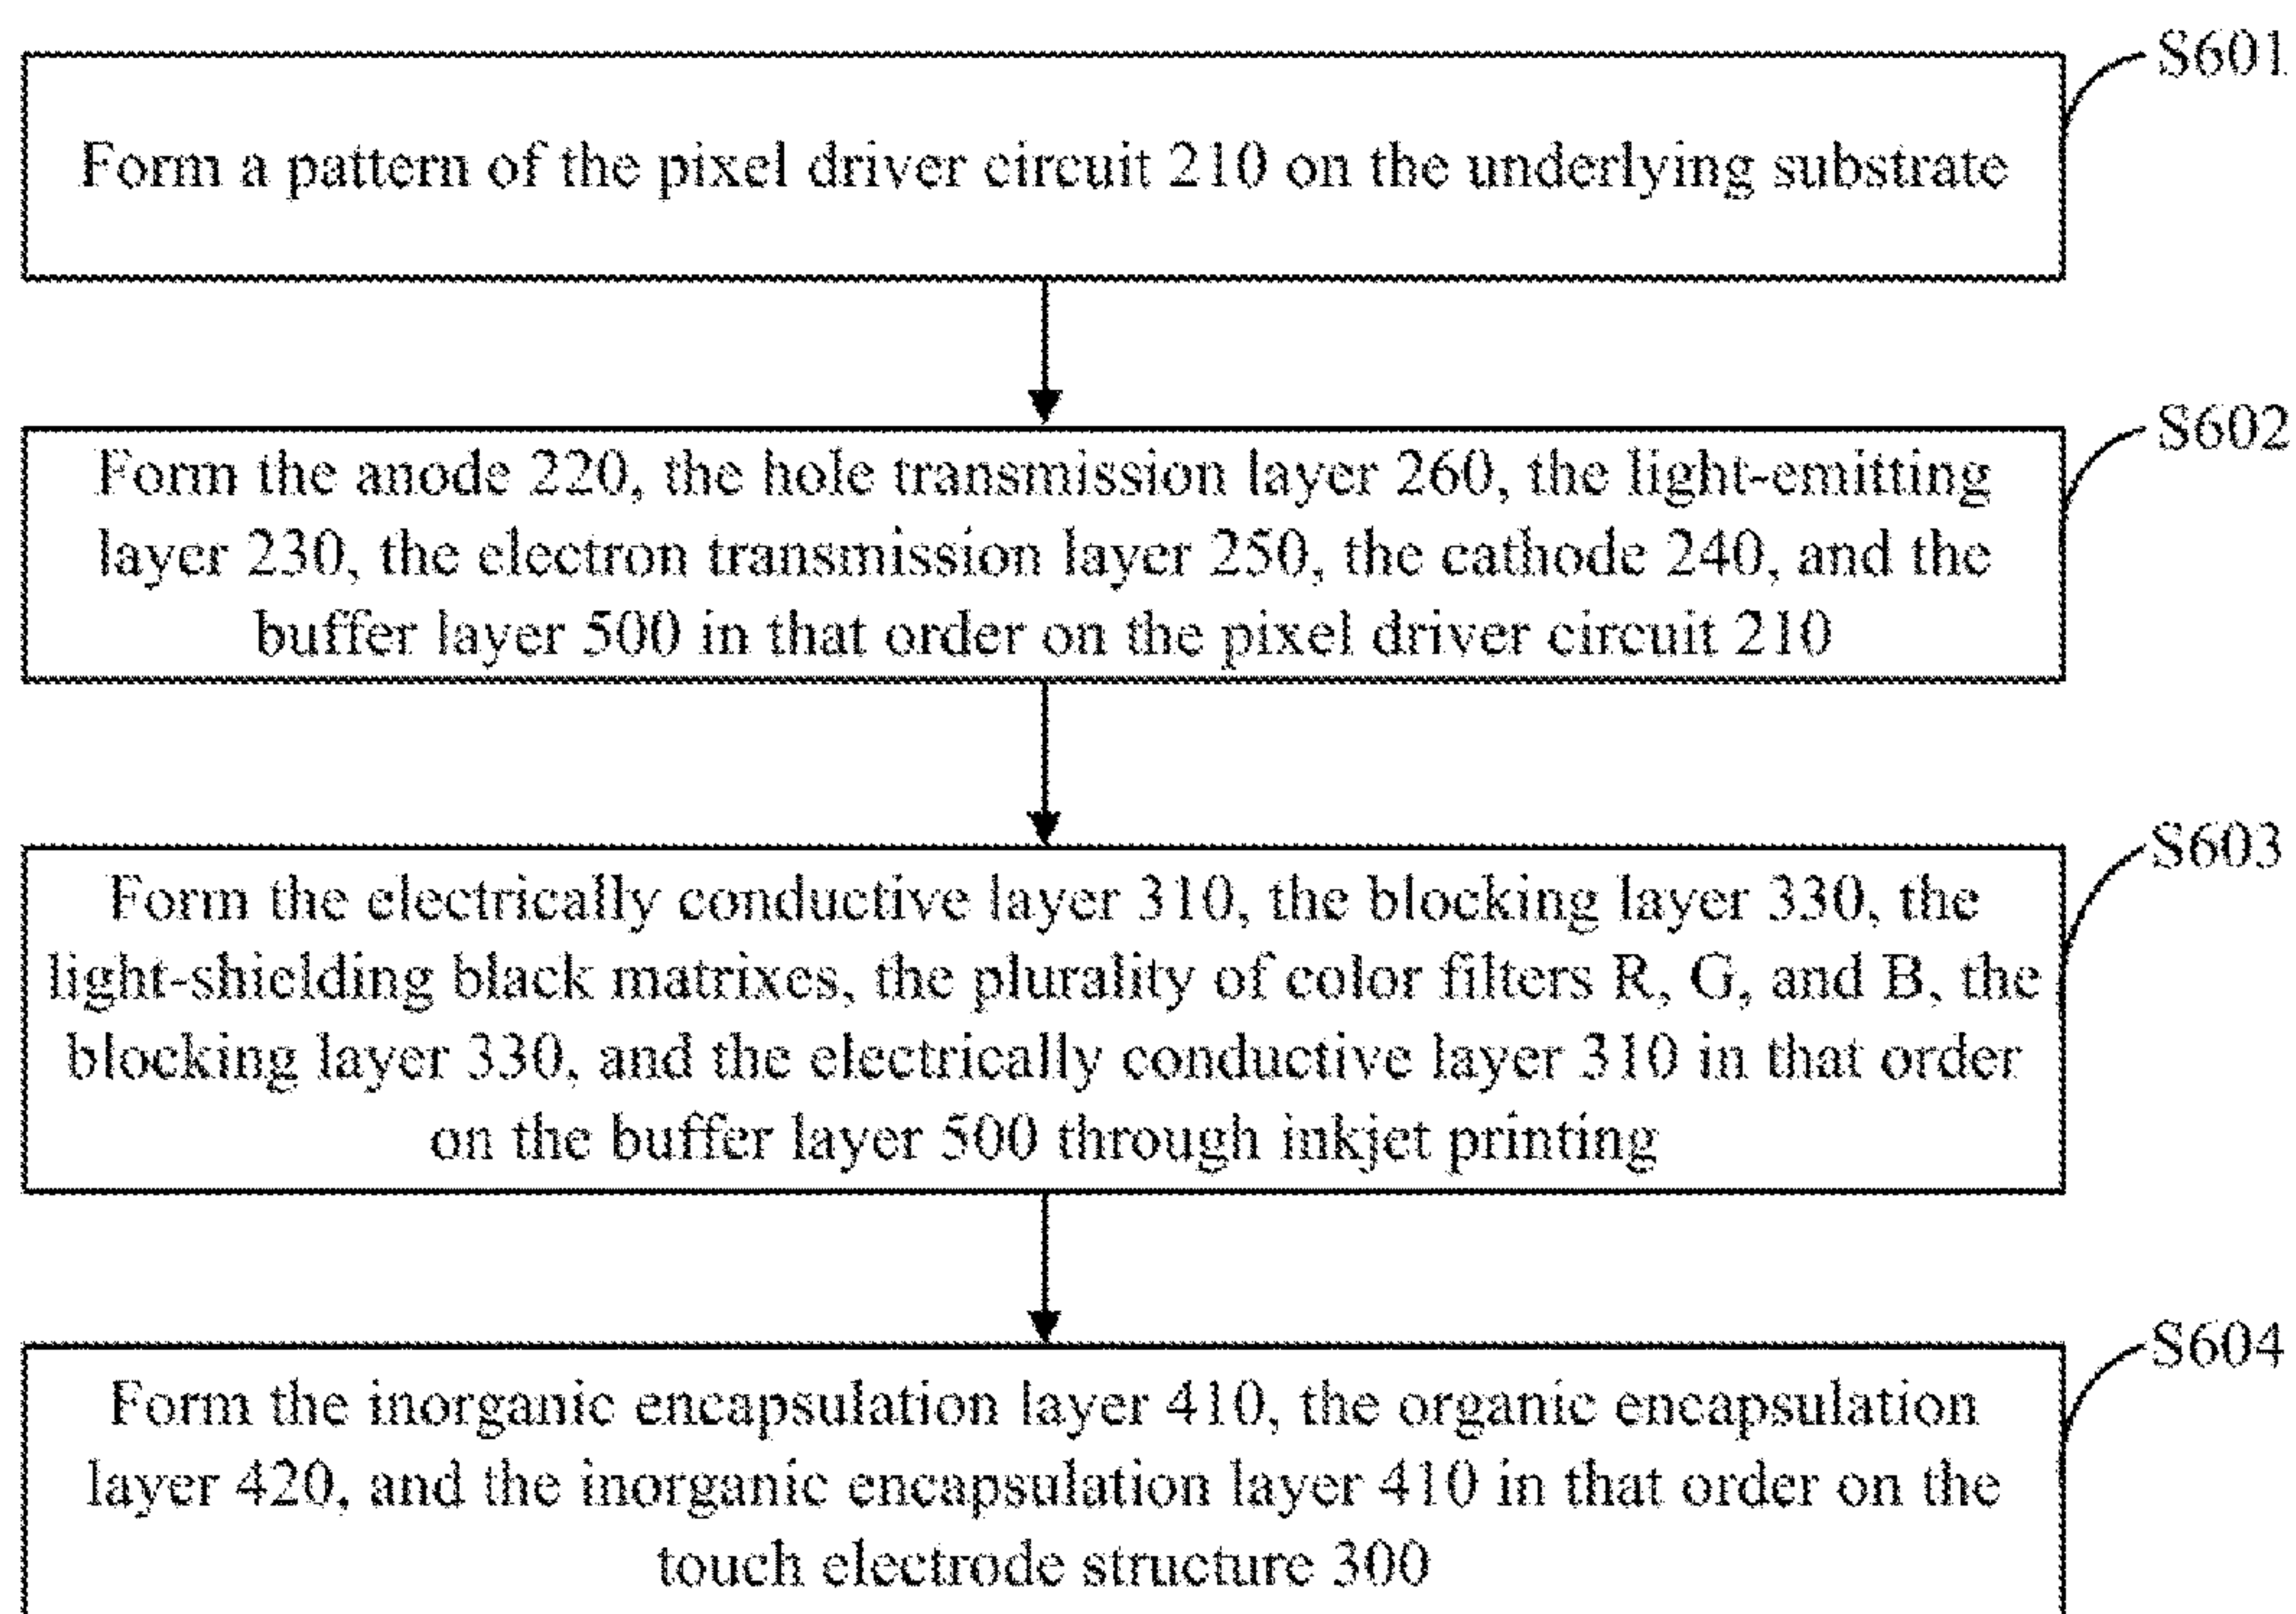 S601
Form a pattern of the pixel driver circuit 210 on the underlying substrate
S602
Form the anode 220, the hole transmission layer 260, the light-emitting
layer 230, the electron transmission layer 250, the cathode 240, and the
buffer layer 500 in that order on the pixel driver circuit 210
S603
Form the electrically conductive layer 310, the blocking layer 330, the
light-shielding black matrixes, the plurality of color filters R, G, and B, the
blocking layer 330, and the electrically conductive layer 310 in that order
on the buffer layer 500 through inkjet printing
S604
Form the inorganic encapsulation layer 410, the organic encapsulation
layer 420, and the inorganic encapsulation layer 410 in that order on the
touch electrode structure 300